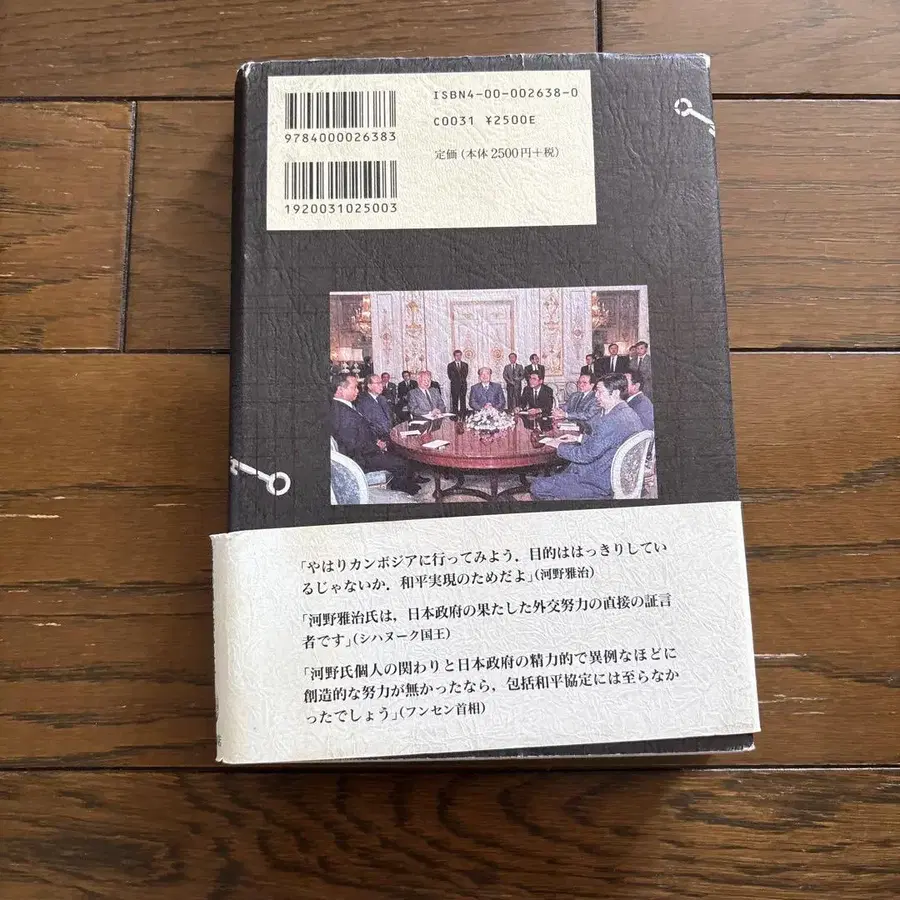 ISBN4-00-002638-0
C0031 ¥2500E
定価(本体2500円+税)
9784000026383
1920031025003
「やはりカンボジアに行ってみよう.目的ははっきりしてい
るじゃないか.和平実現のためだよ」(河野雅治)
「河野雅治氏は,日本政府の果たした外交努力の直接の証言
者です」(シハヌーク国王)
「河野氏個人の関わりと日本政府の精力的で異例なほどに
創造的な努力が無かったなら,包括和平協定には至らなか
ったでしょう」(フンセン首相)